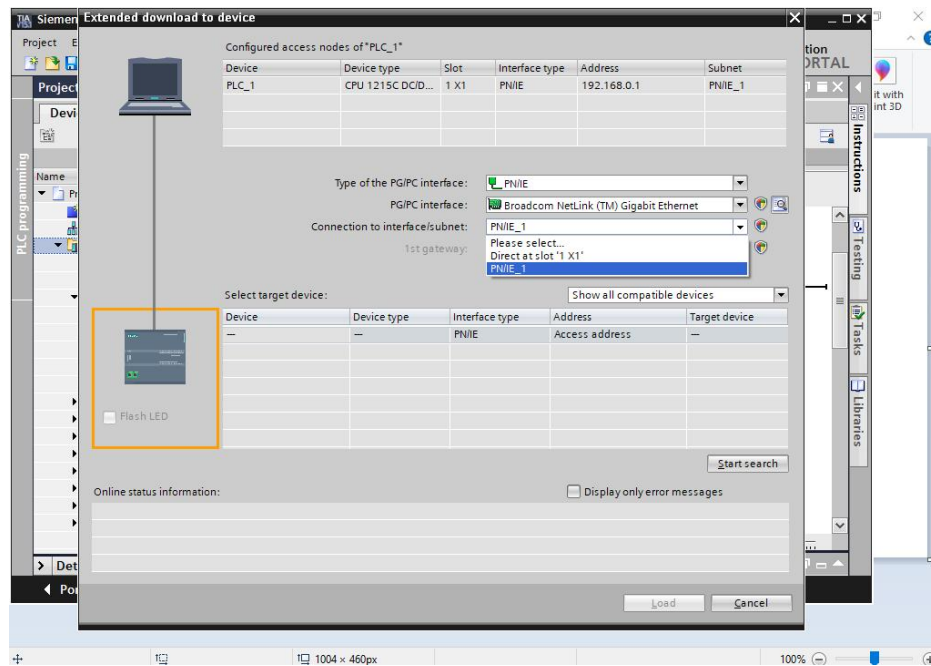 Siemen Extended download to device
Project E
tion
ORTAL
Configured access nodes of "PLC_1"
Device Device type Slot Interface type Address Subnet
PLC_1 CPU 1215C DC/D... 1 X1 PN/IE 192.168.0.1 PN/IE_1
Project
Devi
it with
int 3D
Instructions
Name
Pr
PLC programming
Type of the PG/PC interface: PN/IE
PG/PC interface: Broadcom NetLink (TM) Gigabit Ethernet
Connection to interface/subnet: PN/IE_1
1st gateway:
Please select...
Direct at slot '1 X1'
PN/IE_1
Testing
Select target device: Show all compatible devices
Device Device type Interface type Address Target device
— — PN/IE Access address —
Tasks
Libraries
Flash LED
Start search
Online status information: Display only error messages
Det
Po
Load Cancel
1004 × 460px 100%